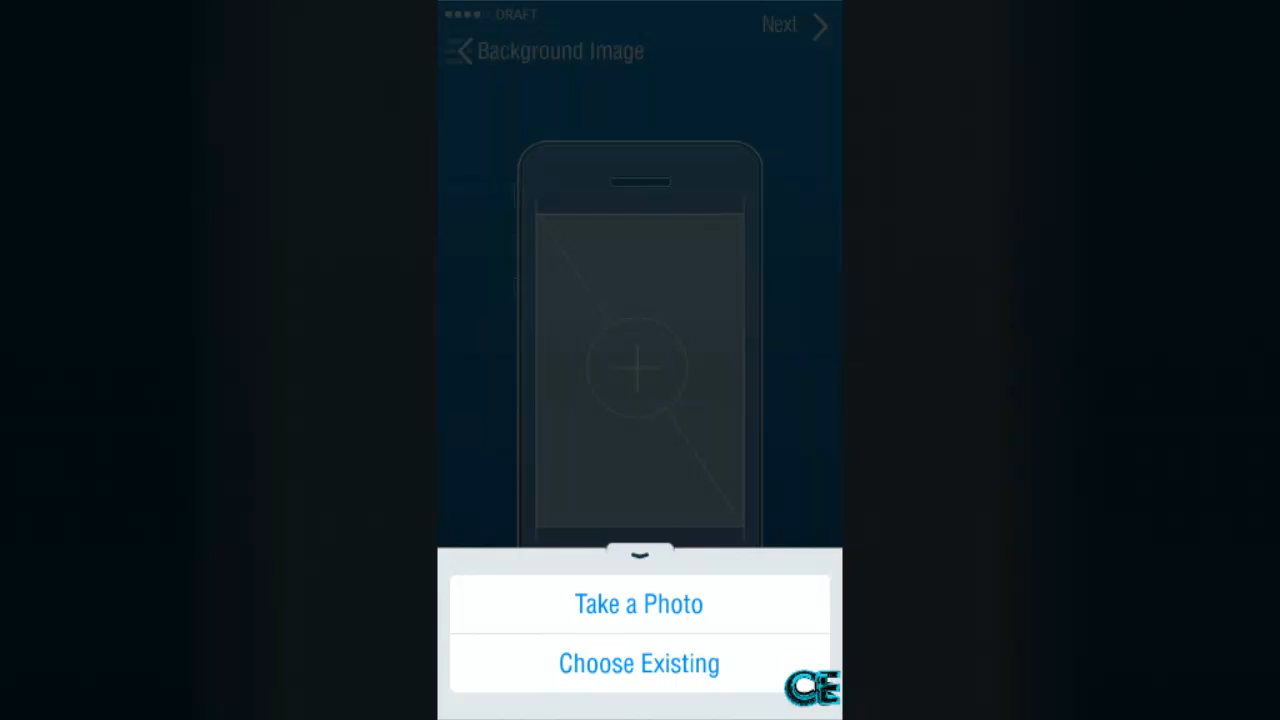 DRAFT
Next
Background Image
Take a Photo
Choose Existing
CE